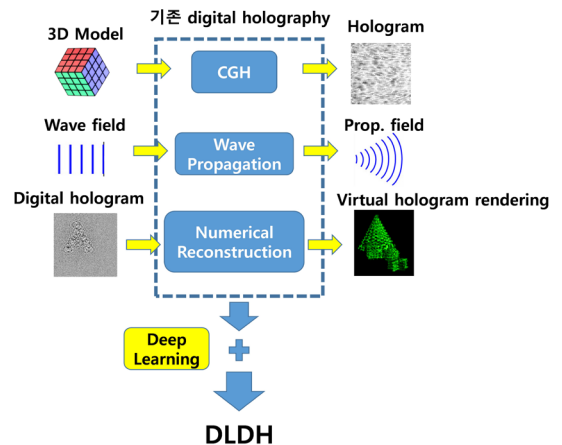 기존 digital holography
3D Model
CGH
Hologram
Wave field
Wave
Propagation
Prop. field
Digital hologram
Numerical
Reconstruction
Virtual hologram rendering
Deep
Learning
DLDH